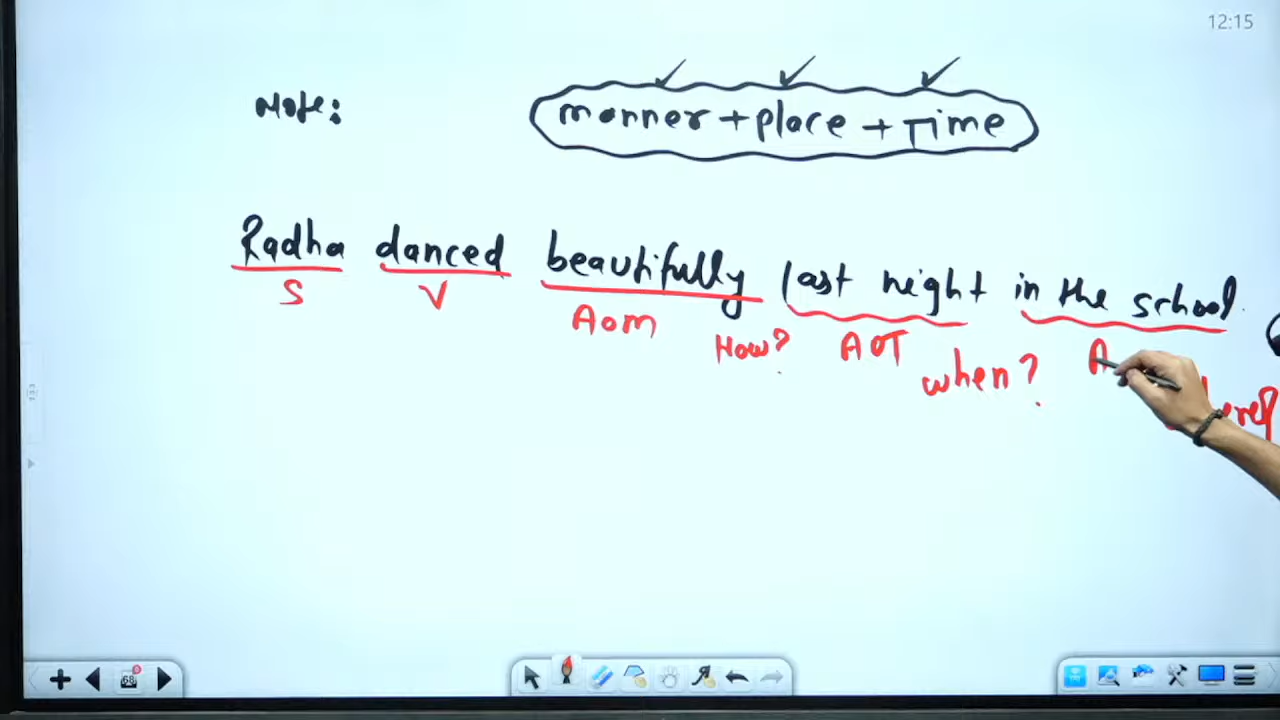 12:15
Note: manner + place + Time
Radha danced beautifully last night in the school.
S V AOM How? AOT when? A